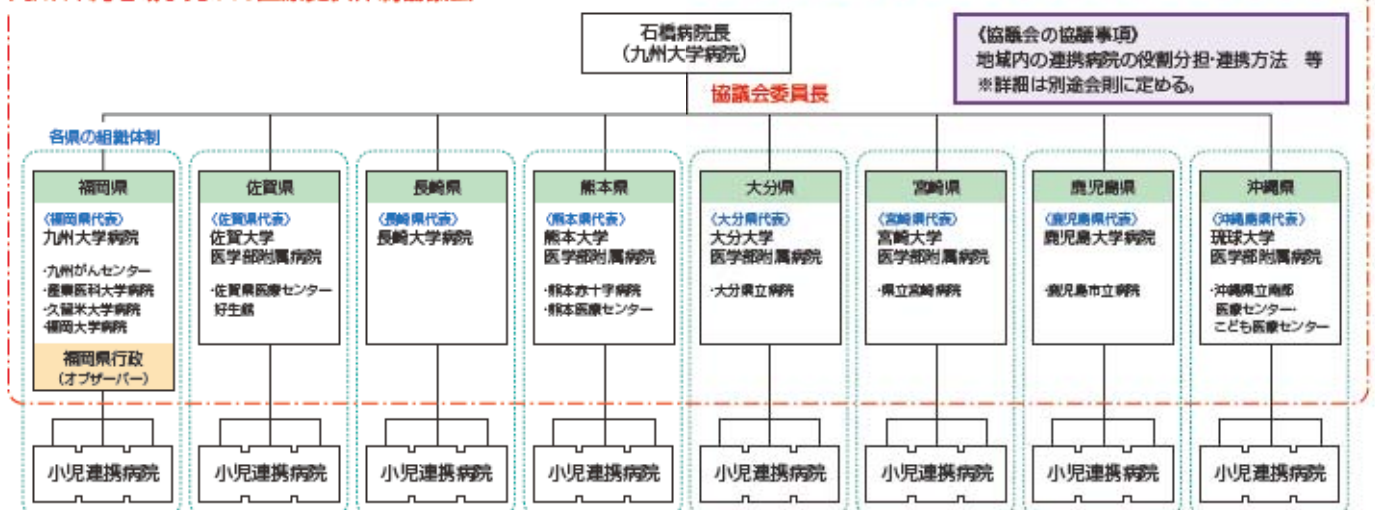 石橋病院長
(九州大学病院)
《協議会の協議事項》
地域内の連携病院の役割分担・連携方法　等
※詳細は別途会則に定める。
協議会委員長
各県の組織体制
福岡県
〈福岡県代表〉
九州大学病院
・九州がんセンター
・産業医科大学病院
・久留米大学病院
・福岡大学病院
福岡県行政
(オブザーバー)
小児連携病院
佐賀県
〈佐賀県代表〉
佐賀大学
医学部附属病院
・佐賀県医療センター
好生館
小児連携病院
長崎県
〈長崎県代表〉
長崎大学病院
小児連携病院
熊本県
〈熊本県代表〉
熊本大学
医学部附属病院
・熊本赤十字病院
・熊本医療センター
小児連携病院
大分県
〈大分県代表〉
大分大学
医学部附属病院
・大分県立病院
小児連携病院
宮崎県
〈宮崎県代表〉
宮崎大学
医学部附属病院
・県立宮崎病院
小児連携病院
鹿児島県
〈鹿児島県代表〉
鹿児島大学病院
・鹿児島市立病院
小児連携病院
沖縄県
〈沖縄島県代表〉
琉球大学
医学部附属病院
・沖縄県立南部
医療センター・
こども医療センター
小児連携病院